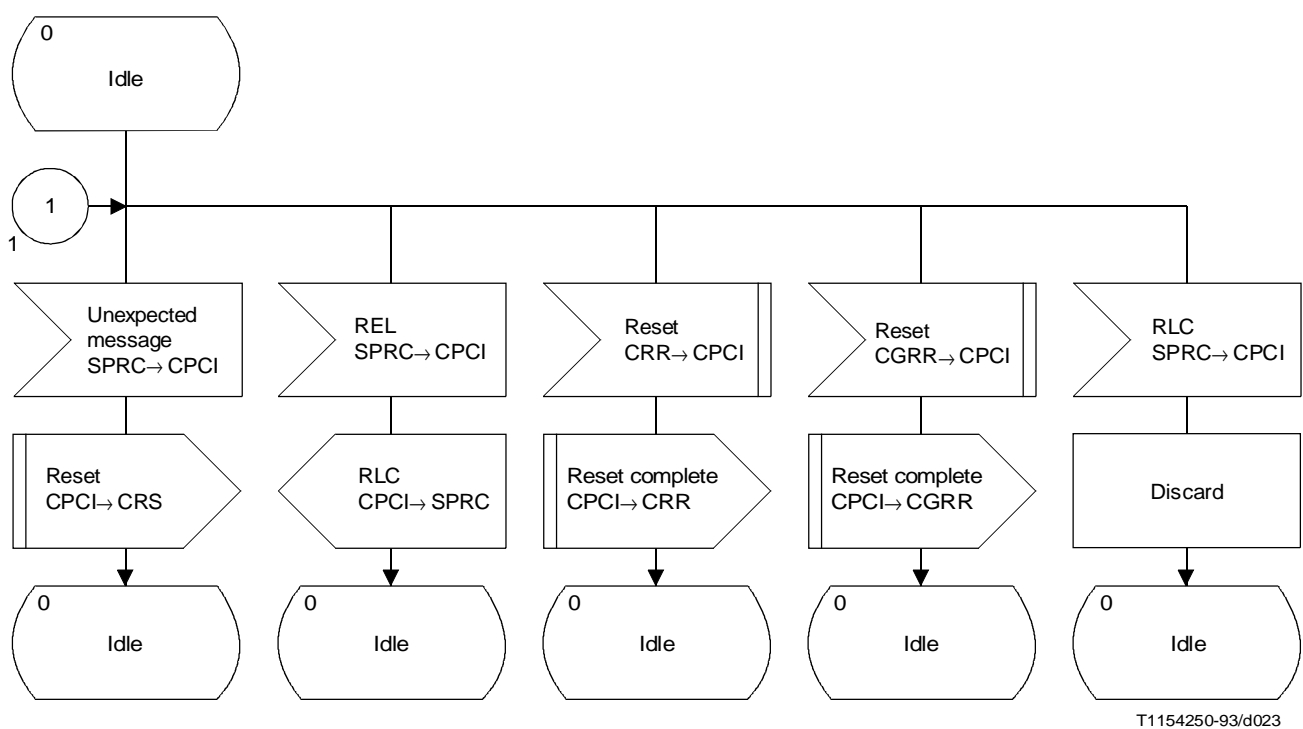 0
Idle
1
1
Unexpected
message
SPRC→CPCI
REL
SPRC→CPCI
Reset
CRR→CPCI
Reset
CGRR→CPCI
RLC
SPRC→CPCI
Reset
CPCI→CRS
RLC
CPCI→SPRC
Reset complete
CPCI→CRR
Reset complete
CPCI→CGRR
Discard
0
Idle
0
Idle
0
Idle
0
Idle
0
Idle
T1154250-93/d023